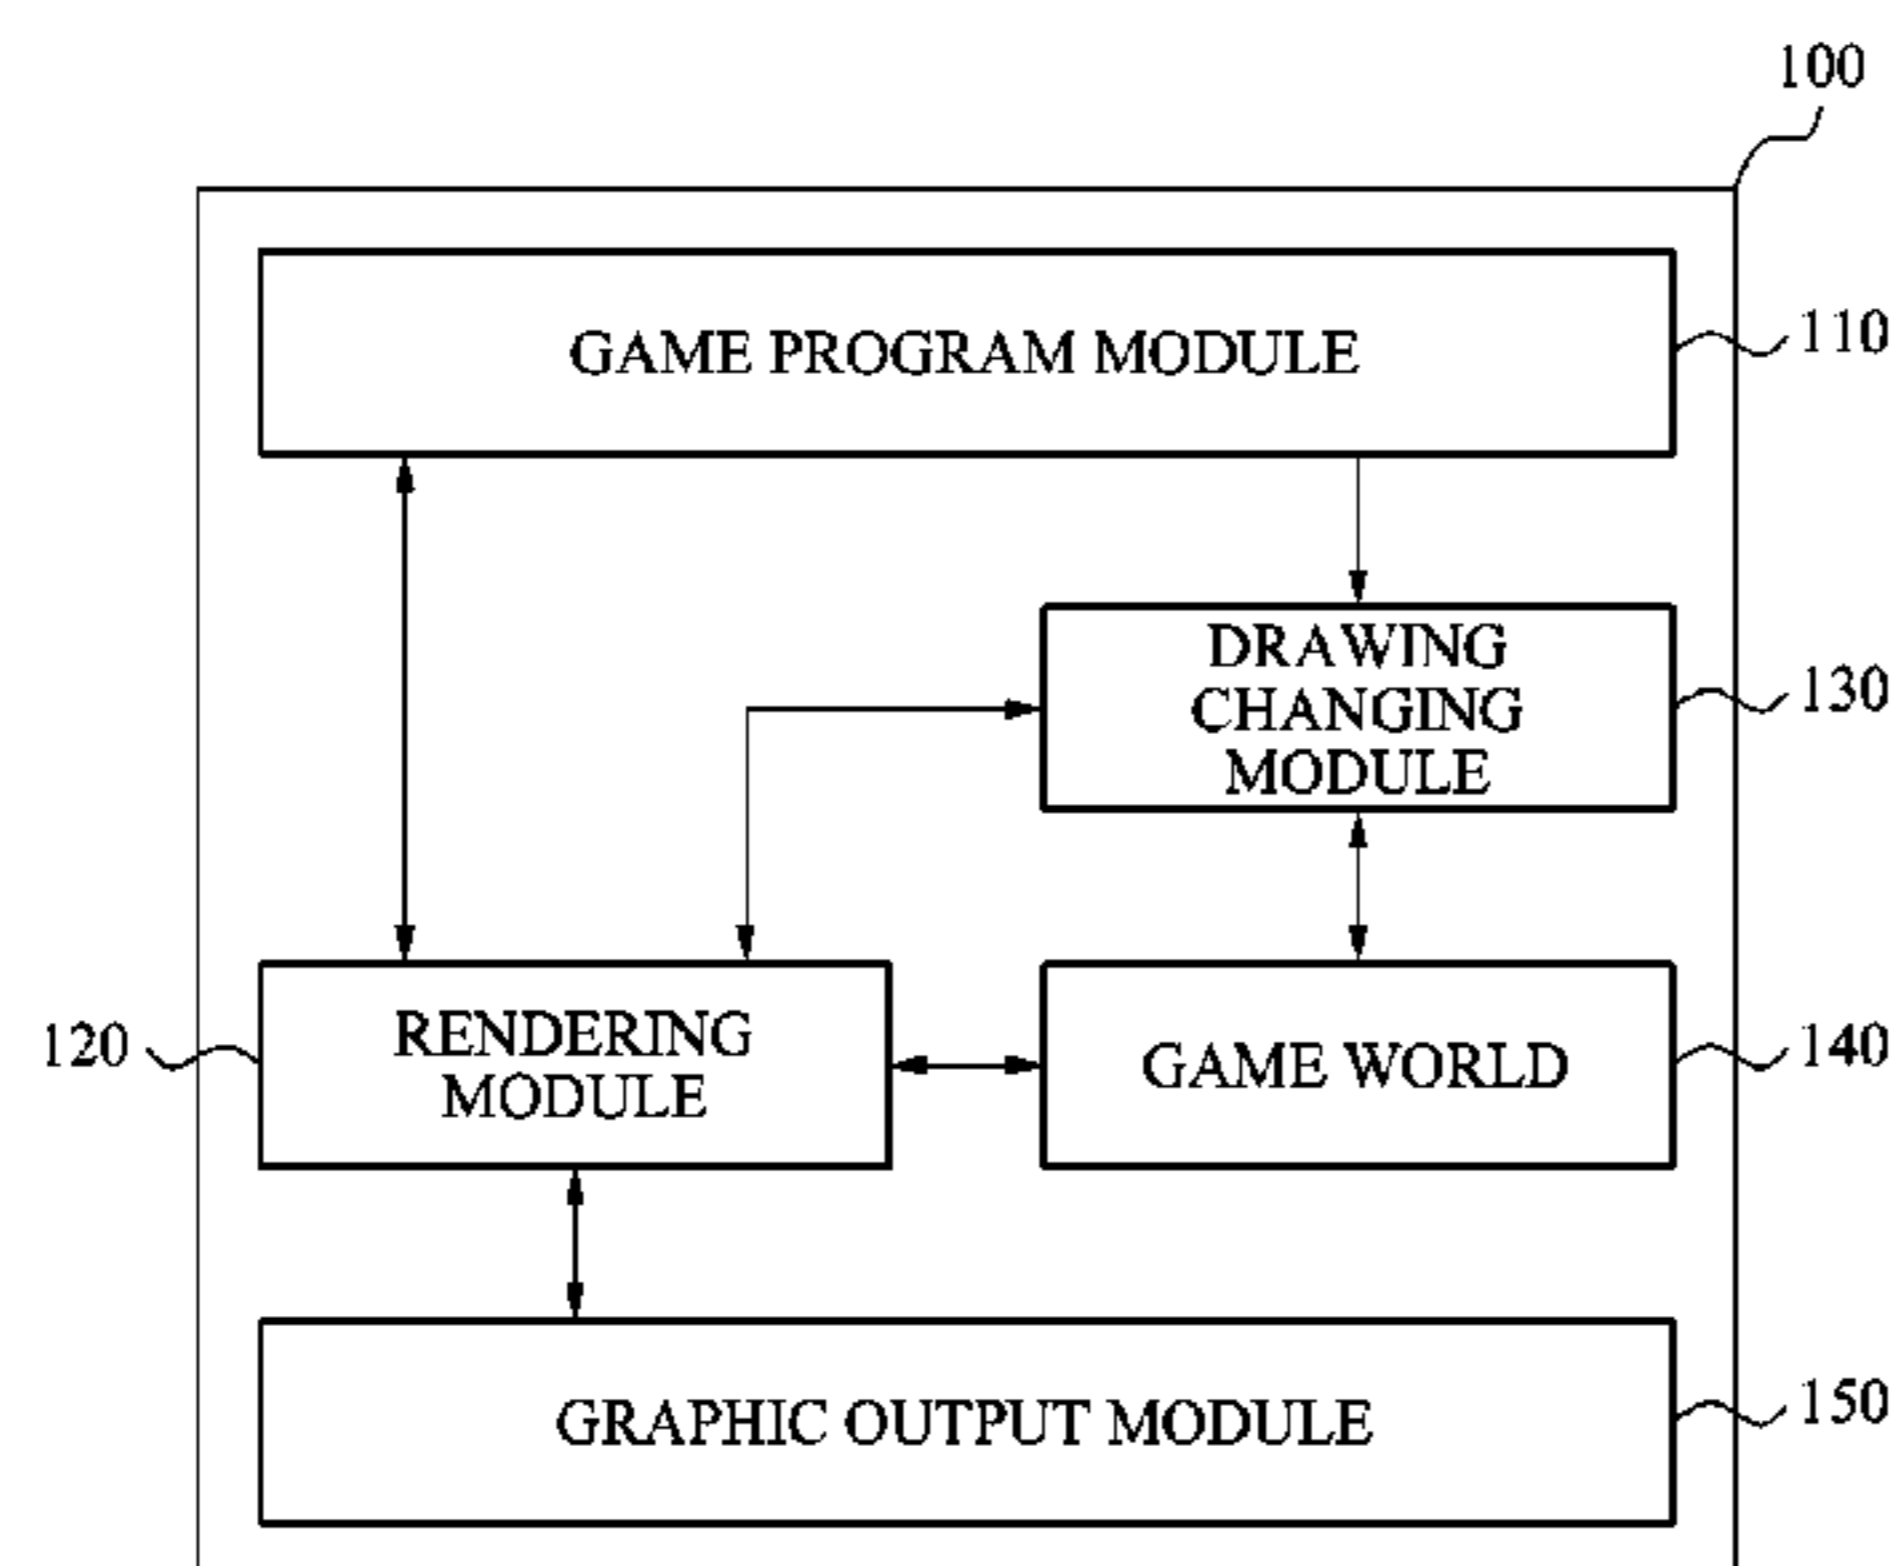 100
GAME PROGRAM MODULE
110
DRAWING
CHANGING
MODULE
130
120
RENDERING
MODULE
GAME WORLD
140
GRAPHIC OUTPUT MODULE
150